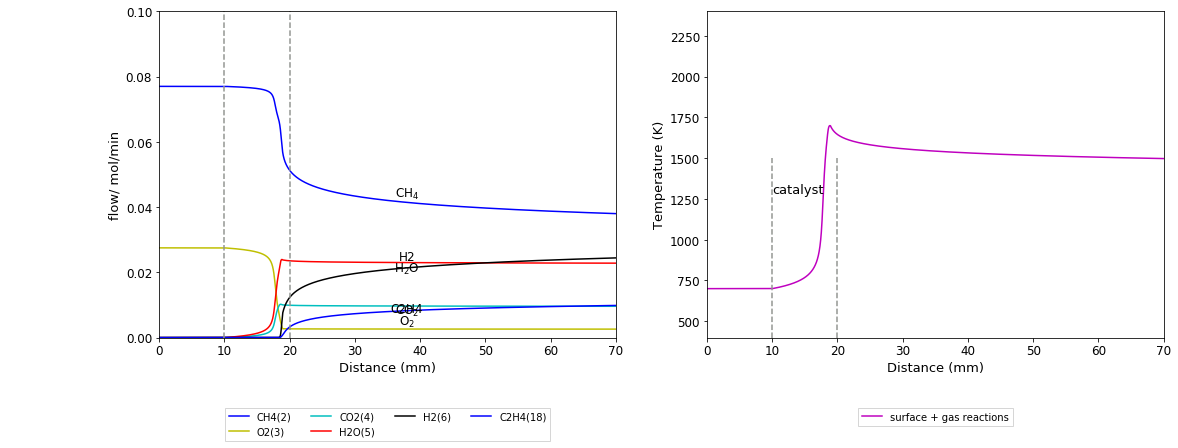 0.10
0.08
0.06
0.04
0.02
0.00
flow/ mol/min
CH4
H2
H2O
C2H4
CO2
O2
0 10 20 30 40 50 60 70
Distance (mm)
CH4(2) CO2(4) H2(6) C2H4(18)
O2(3) H2O(5)
2250
2000
1750
1500
1250
1000
750
500
Temperature (K)
catalyst
0 10 20 30 40 50 60 70
Distance (mm)
surface + gas reactions